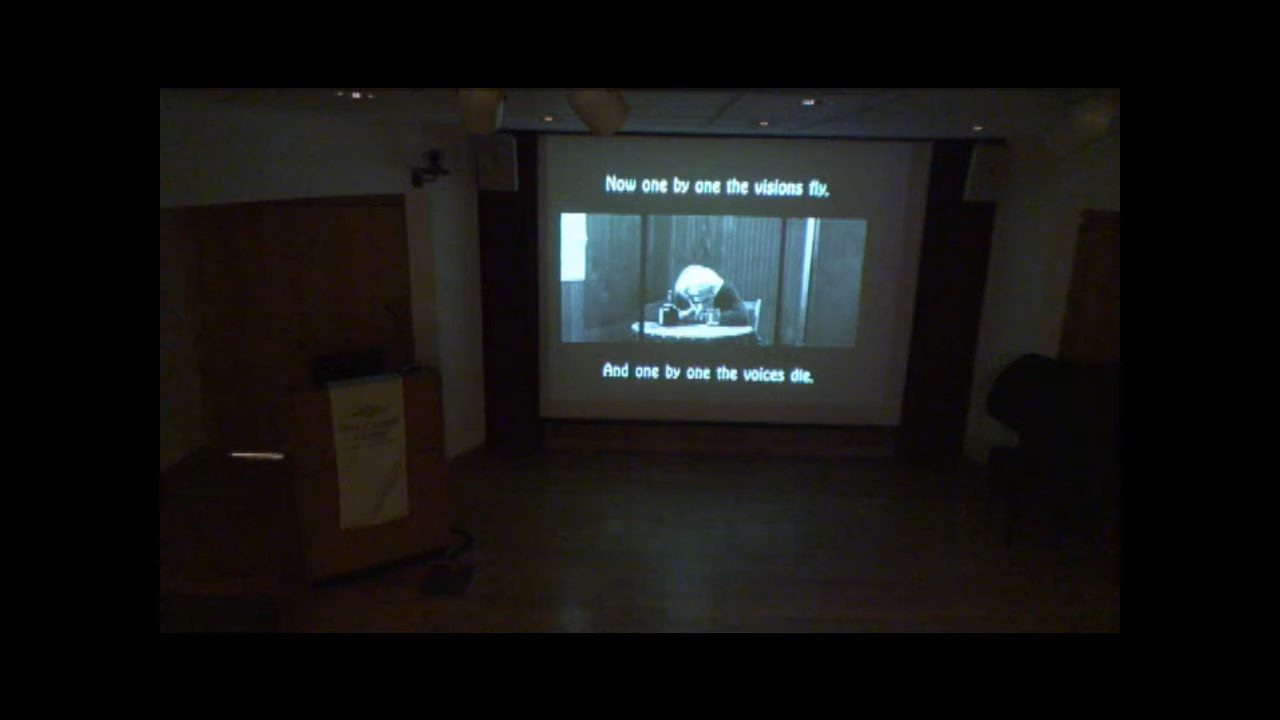 Now one by one the visions fly,
And one by one the voices die.